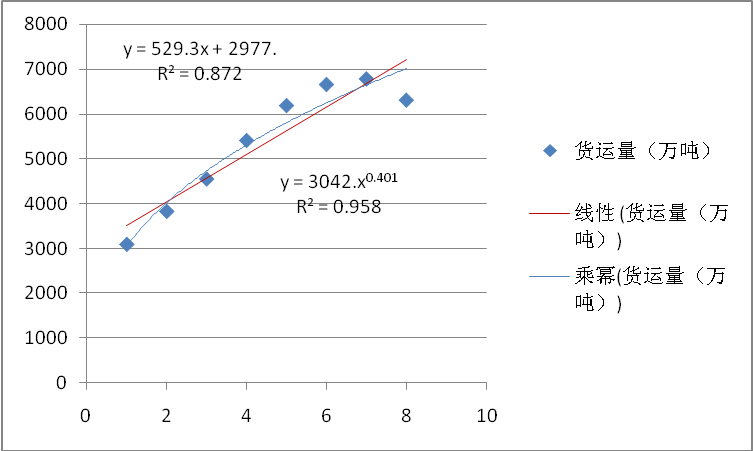 8000
7000
6000
5000
4000
3000
2000
1000
0
0 2 4 6 8 10
y = 529.3x + 2977.
R² = 0.872
y = 3042.x⁰·⁴⁰¹
R² = 0.958
货运量（万吨）
线性 (货运量（万
吨）)
乘幂(货运量（万
吨）)